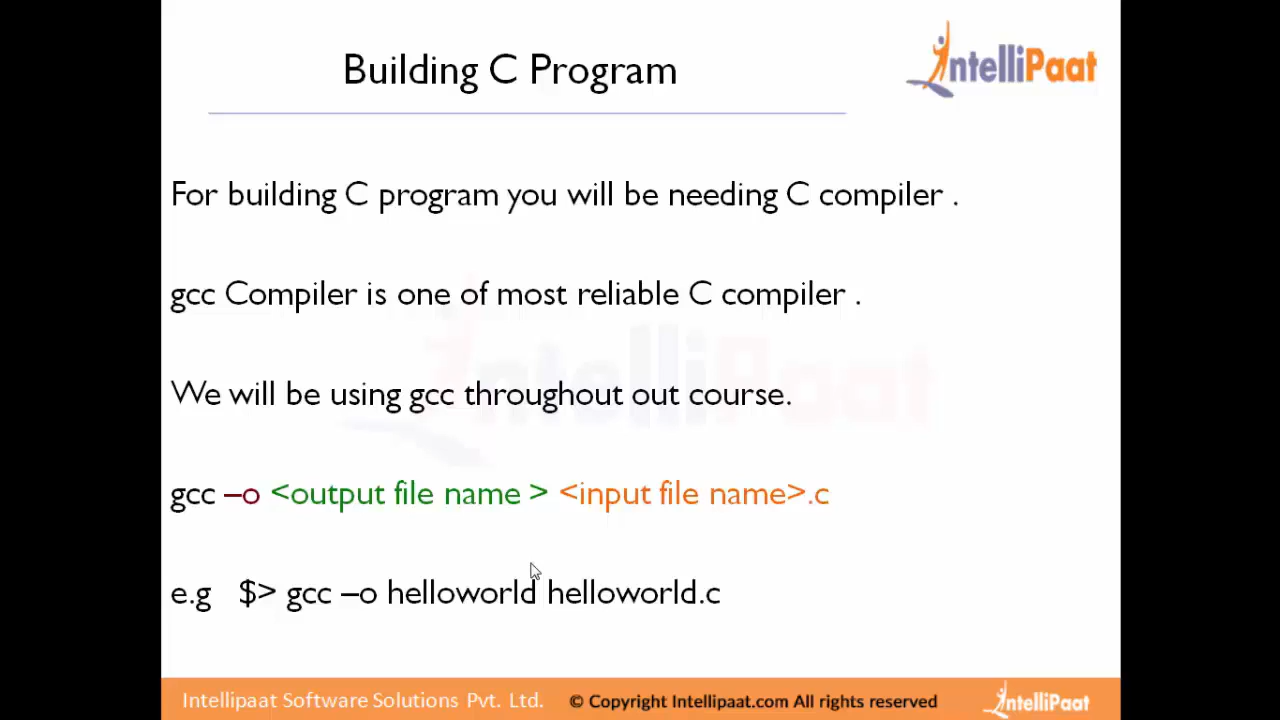 Building C Program
IntelliPaat
For building C program you will be needing C compiler .
gcc Compiler is one of most reliable C compiler .
IntelliPaat
We will be using gcc throughout out course.
gcc –o <output file name > <input file name>.c
e.g $> gcc –o helloworld helloworld.c
Intellipaat Software Solutions Pvt. Ltd. © Copyright Intellipaat.com All rights reserved IntelliPaat